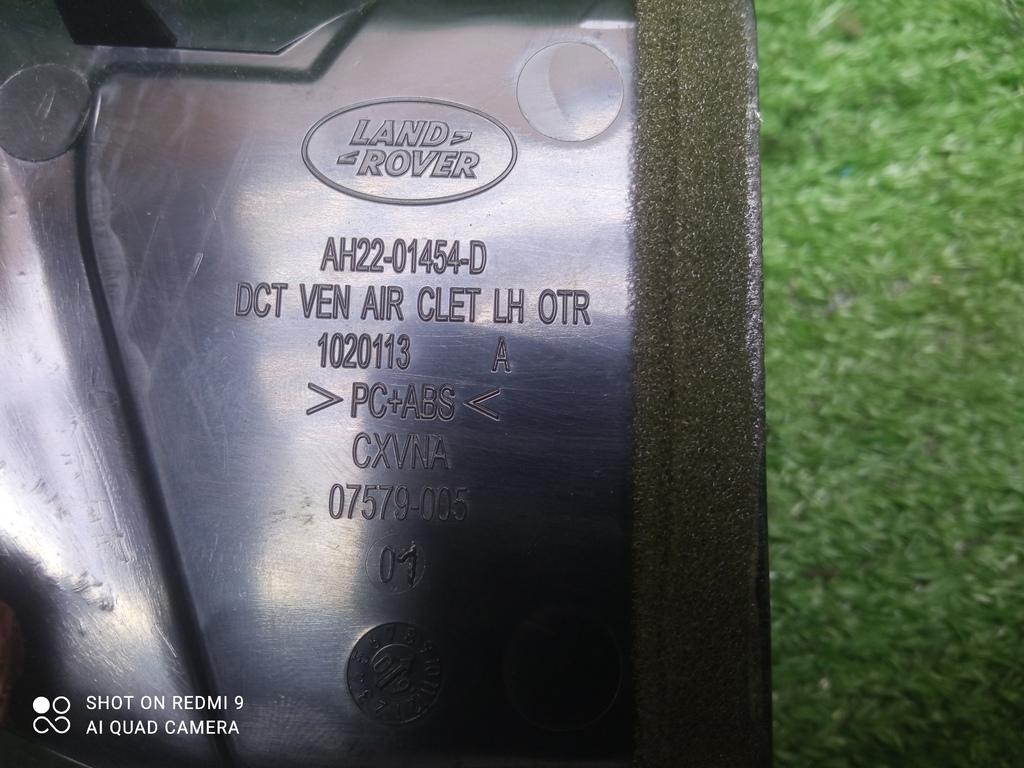 LAND
ROVER
AH22-01454-D
DCT VEN AIR CLET LH OTR
1020113 A
> PC+ABS <
CXVNA
07579-005
01
SHOT ON REDMI 9
AI QUAD CAMERA